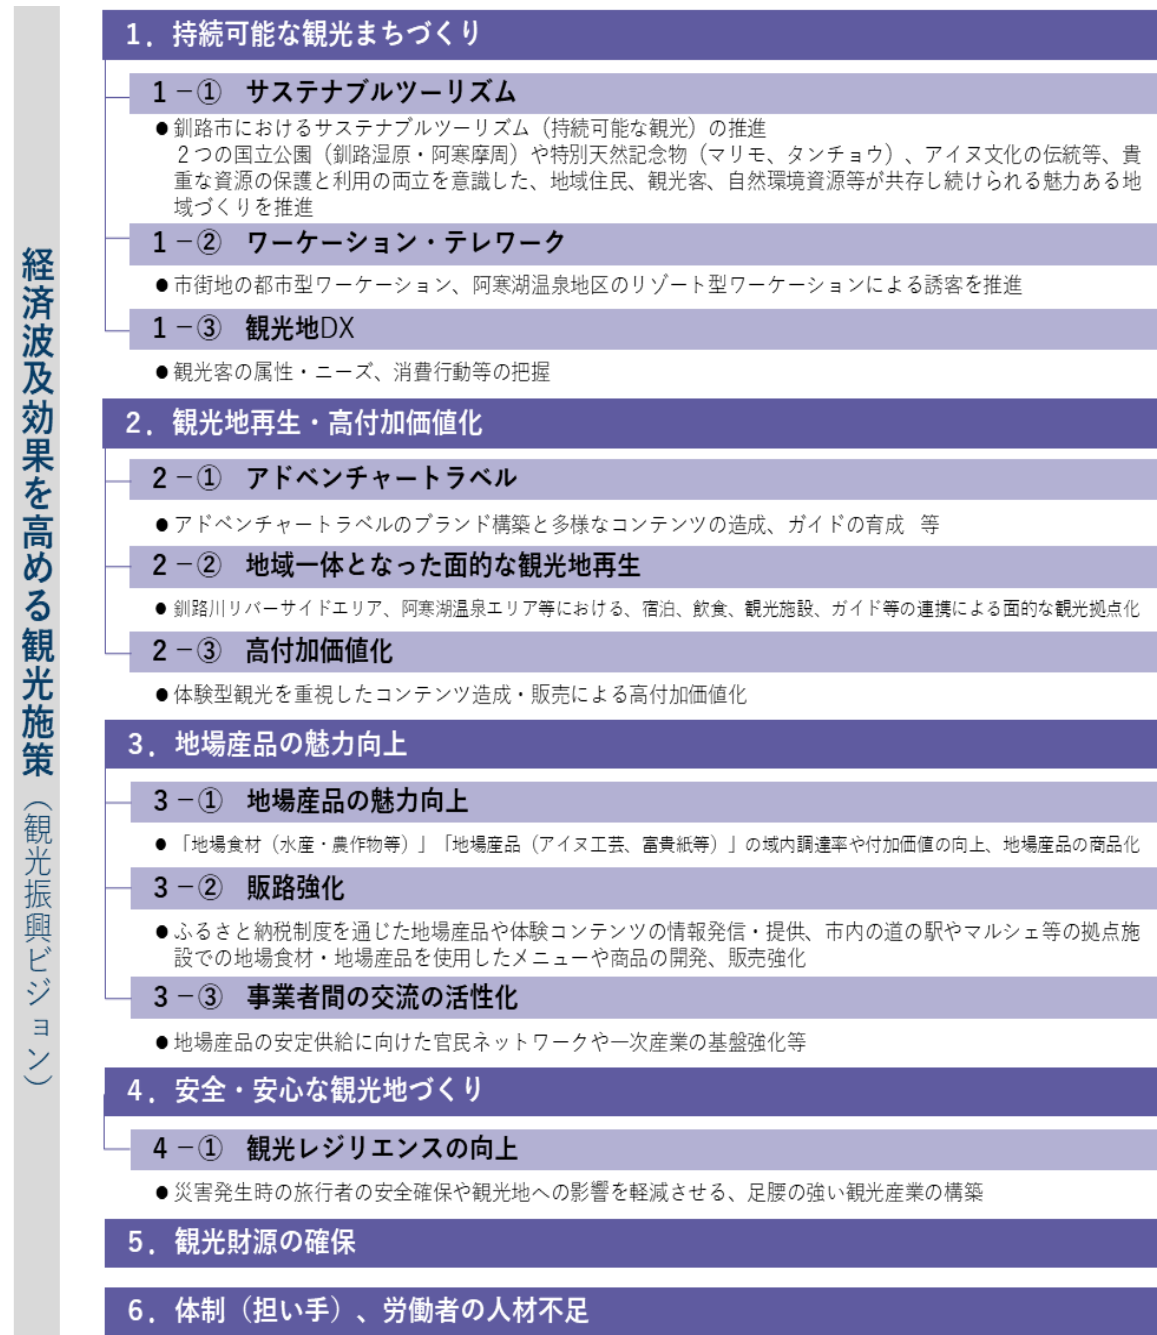 経済波及効果を高める観光施策（観光振興ビジョン）
１．持続可能な観光まちづくり
１－① サステナブルツーリズム
●釧路市におけるサステナブルツーリズム（持続可能な観光）の推進
２つの国立公園（釧路湿原・阿寒摩周）や特別天然記念物（マリモ、タンチョウ）、アイヌ文化の伝統等、貴
重な資源の保護と利用の両立を意識した、地域住民、観光客、自然環境資源等が共存し続けられる魅力ある地
域づくりを推進
１－② ワーケーション・テレワーク
●市街地の都市型ワーケーション、阿寒湖温泉地区のリゾート型ワーケーションによる誘客を推進
１－③ 観光地DX
●観光客の属性・ニーズ、消費行動等の把握
２．観光地再生・高付加価値化
２－① アドベンチャートラベル
●アドベンチャートラベルのブランド構築と多様なコンテンツの造成、ガイドの育成 等
２－② 地域一体となった面的な観光地再生
●釧路川リバーサイドエリア、阿寒湖温泉エリア等における、宿泊、飲食、観光施設、ガイド等の連携による面的な観光拠点化
２－③ 高付加価値化
●体験型観光を重視したコンテンツ造成・販売による高付加価値化
３．地場産品の魅力向上
３－① 地場産品の魅力向上
●「地場食材（水産・農作物等）」「地場産品（アイヌ工芸、富貴紙等）」の域内調達率や付加価値の向上、地場産品の商品化
３－② 販路強化
●ふるさと納税制度を通じた地場産品や体験コンテンツの情報発信・提供、市内の道の駅やマルシェ等の拠点施
設での地場食材・地場産品を使用したメニューや商品の開発、販売強化
３－③ 事業者間の交流の活性化
●地場産品の安定供給に向けた官民ネットワークや一次産業の基盤強化等
４．安全・安心な観光地づくり
４－① 観光レジリエンスの向上
●災害発生時の旅行者の安全確保や観光地への影響を軽減させる、足腰の強い観光産業の構築
５．観光財源の確保
６．体制（担い手）、労働者の人材不足